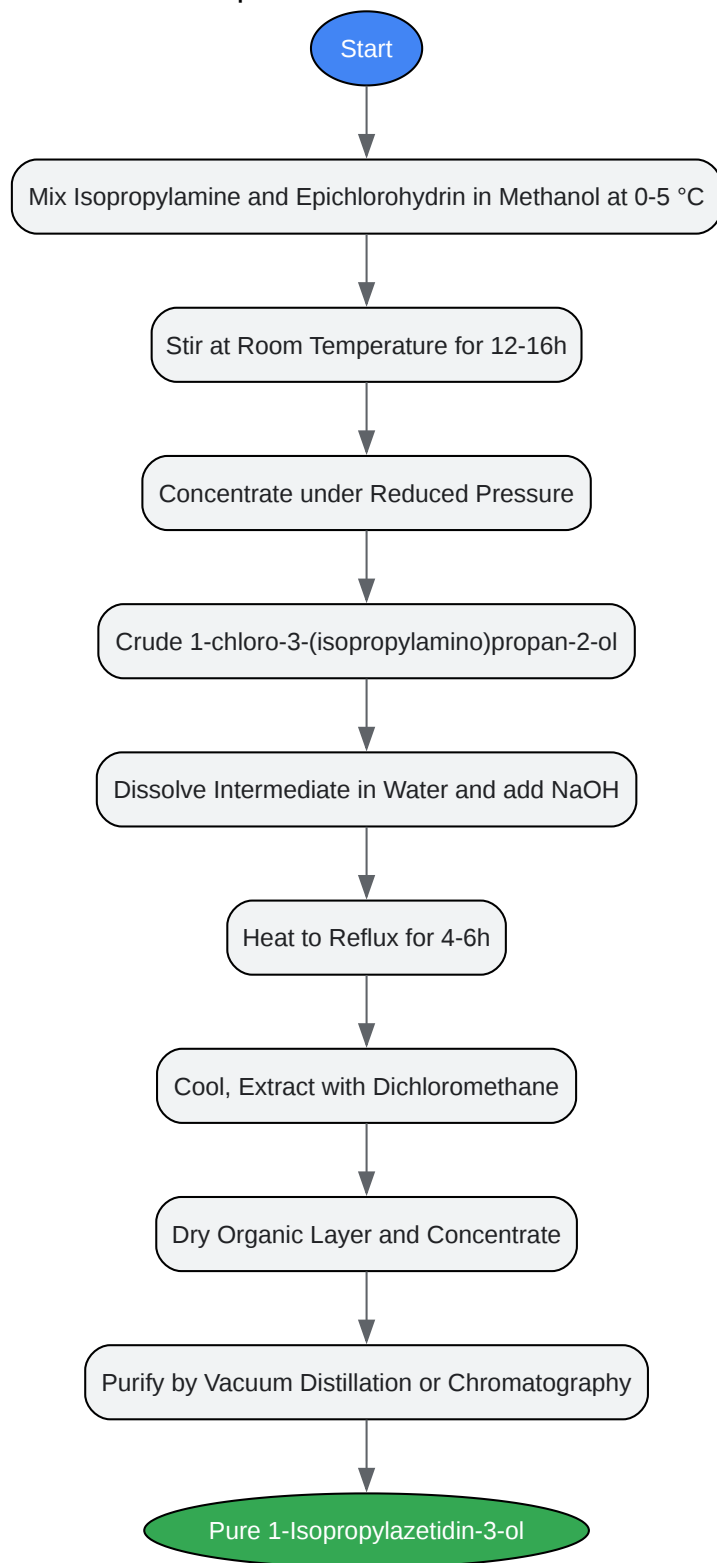 Start
Mix Isopropylamine and Epichlorohydrin in Methanol at 0-5 °C
Stir at Room Temperature for 12-16h
Concentrate under Reduced Pressure
Crude 1-chloro-3-(isopropylamino)propan-2-ol
Dissolve Intermediate in Water and add NaOH
Heat to Reflux for 4-6h
Cool, Extract with Dichloromethane
Dry Organic Layer and Concentrate
Purify by Vacuum Distillation or Chromatography
Pure 1-Isopropylazetidin-3-ol